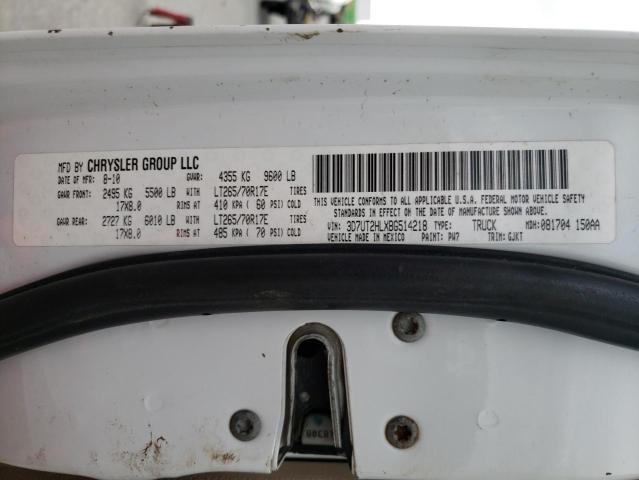 MFD BY CHRYSLER GROUP LLC
DATE OF MFR: 8-10 GVWR: 4355 KG 9600 LB
GAWR FRONT: 2495 KG 5500 LB WITH LT265/70R17E TIRES
17X8.0 RIMS AT 410 KPA ( 60 PSI) COLD
GAWR REAR: 2727 KG 6010 LB WITH LT265/70R17E TIRES
17X8.0 RIMS AT 485 KPA ( 70 PSI) COLD
THIS VEHICLE CONFORMS TO ALL APPLICABLE U.S.A. FEDERAL MOTOR VEHICLE SAFETY
STANDARDS IN EFFECT ON THE DATE OF MANUFACTURE SHOWN ABOVE.
VIN: 3D7UT2HLXBG514218 TYPE: TRUCK MDH: 081704 150AA
VEHICLE MADE IN MEXICO PAINT: PW7 TRIM: GJKT